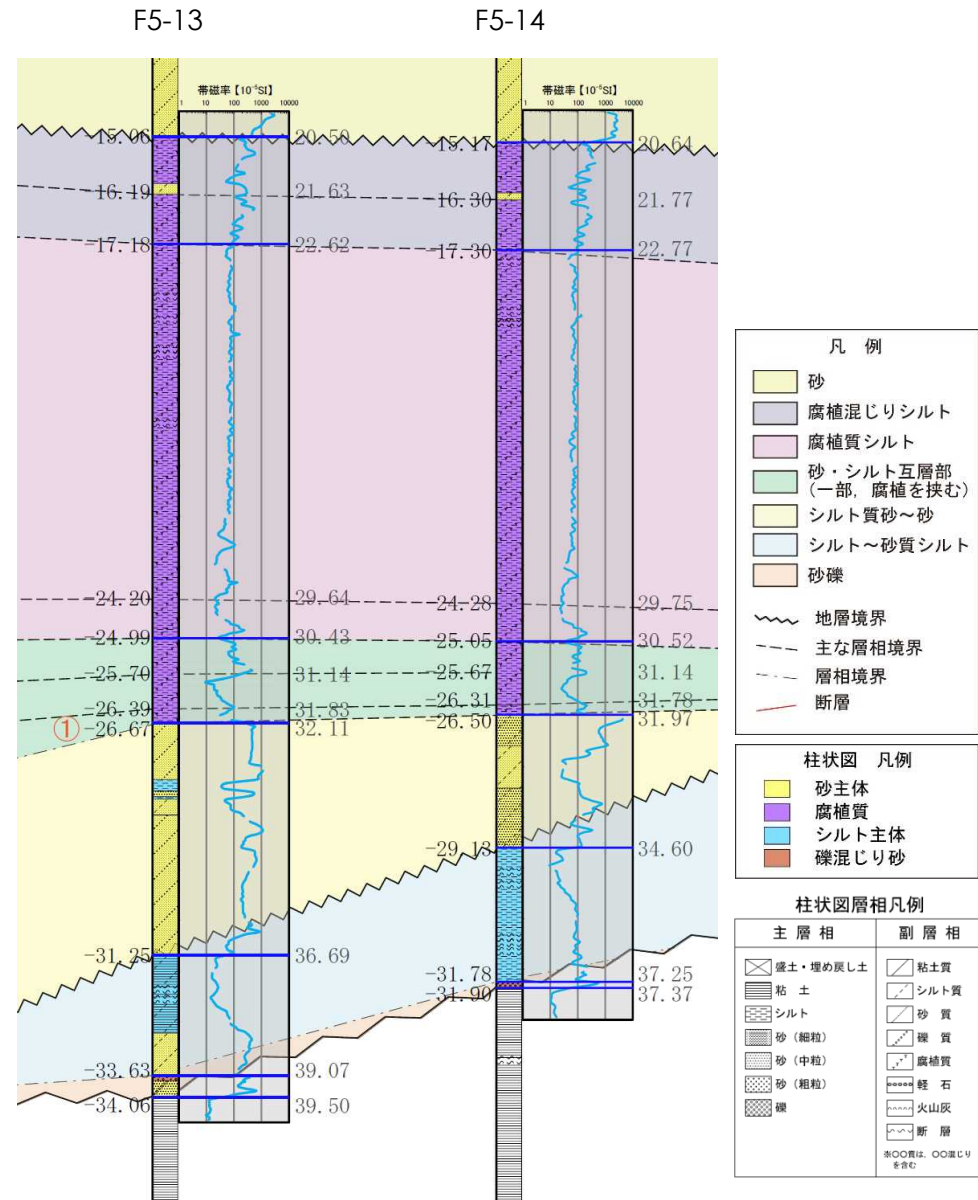 F5-13
F5-14
帯磁率【10⁻⁵SI】
1 10 100 1000 10000
帯磁率【10⁻⁵SI】
1 10 100 1000 10000
-15.06
20.50
-15.17
20.64
-16.19
21.63
-16.30
21.77
-17.18
22.62
-17.30
22.77
-24.20
29.64
-24.28
29.75
-24.99
30.43
-25.05
30.52
-25.70
31.14
-25.67
31.14
-26.39
31.83
-26.31
31.78
①
-26.67
32.11
-26.50
31.97
-29.13
34.60
-31.25
36.69
-31.78
37.25
-31.90
37.37
-33.63
39.07
-34.06
39.50
凡 例
砂
腐植混じりシルト
腐植質シルト
砂・シルト互層部
(一部，腐植を挟む)
シルト質砂～砂
シルト～砂質シルト
砂礫
地層境界
主な層相境界
層相境界
断層
柱状図 凡例
砂主体
腐植質
シルト主体
礫混じり砂
柱状図層相凡例
主 層 相
副 層 相
盛土・埋め戻し土
粘 土
シルト
砂（細粒）
砂（中粒）
砂（粗粒）
礫
粘土質
シルト質
砂 質
礫 質
腐植質
軽 石
火山灰
断 層
※〇〇質は、〇〇混じり
を含む